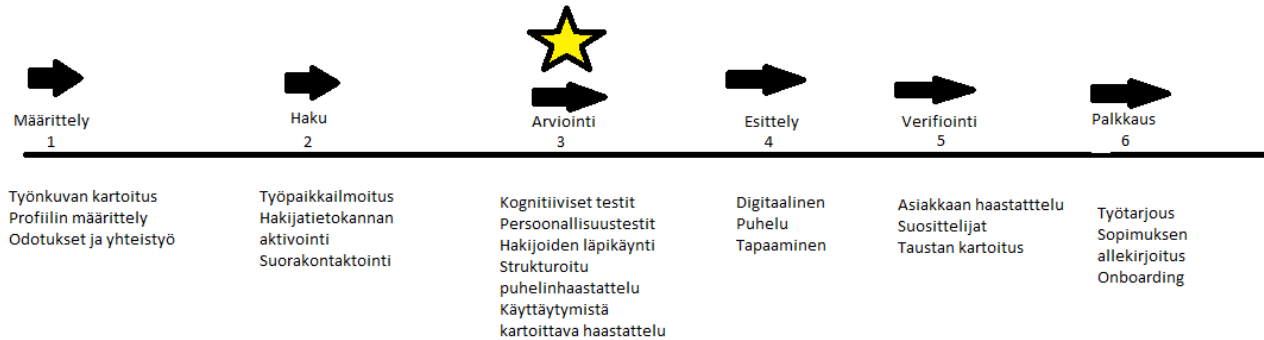 Määrittely
1
Haku
2
Arviointi
3
Esittely
4
Verifiointi
5
Palkkaus
6
Työnkuvan kartoitus
Profiilin määrittely
Odotukset ja yhteistyö
Työpaikkailmoitus
Hakijatietokannan
aktivointi
Suorakontaktointi
Kognitiiviset testit
Persoonallisuustestit
Hakijoiden läpikäynti
Strukturoitu
puhelinhaastattelu
Käyttäytymistä
kartoittava haastattelu
Digitaalinen
Puhelu
Tapaaminen
Asiakkaan haastatttelu
Suosittelijat
Taustan kartoitus
Työtarjous
Sopimuksen
allekirjoitus
Onboarding